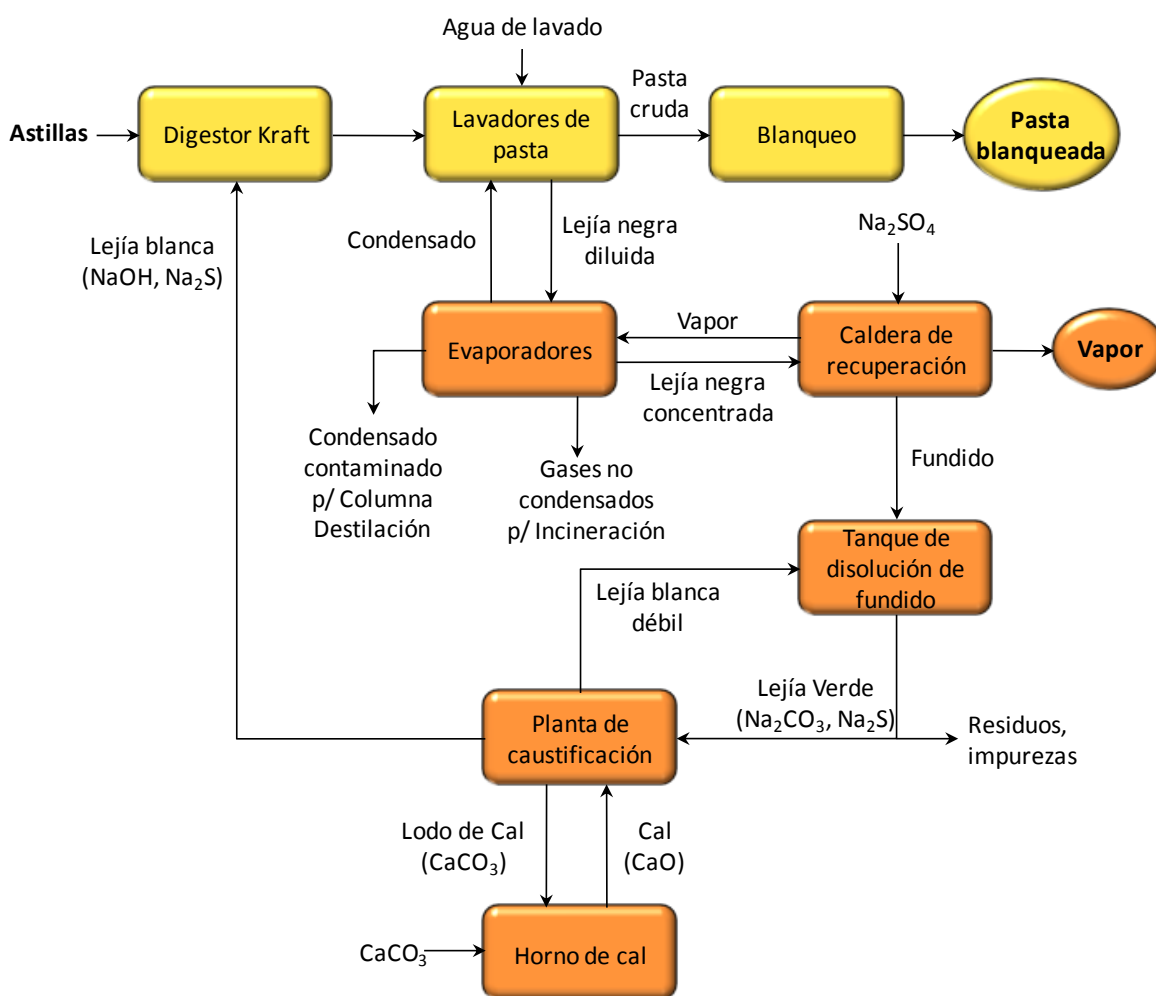 Agua de lavado
Astillas
Digestor Kraft
Lavadores de
pasta
Pasta
cruda
Blanqueo
Pasta
blanqueada
Lejía blanca
(NaOH, Na₂S)
Condensado
Lejía negra
diluida
Na₂SO₄
Evaporadores
Vapor
Lejía negra
concentrada
Caldera de
recuperación
Vapor
Condensado
contaminado
p/ Columna
Destilación
Gases no
condensados
p/ Incineración
Fundido
Tanque de
disolución de
fundido
Lejía blanca
débil
Lejía Verde
(Na₂CO₃, Na₂S)
Residuos,
impurezas
Planta de
caustificación
Lodo de Cal
(CaCO₃)
Cal
(CaO)
CaCO₃
Horno de cal